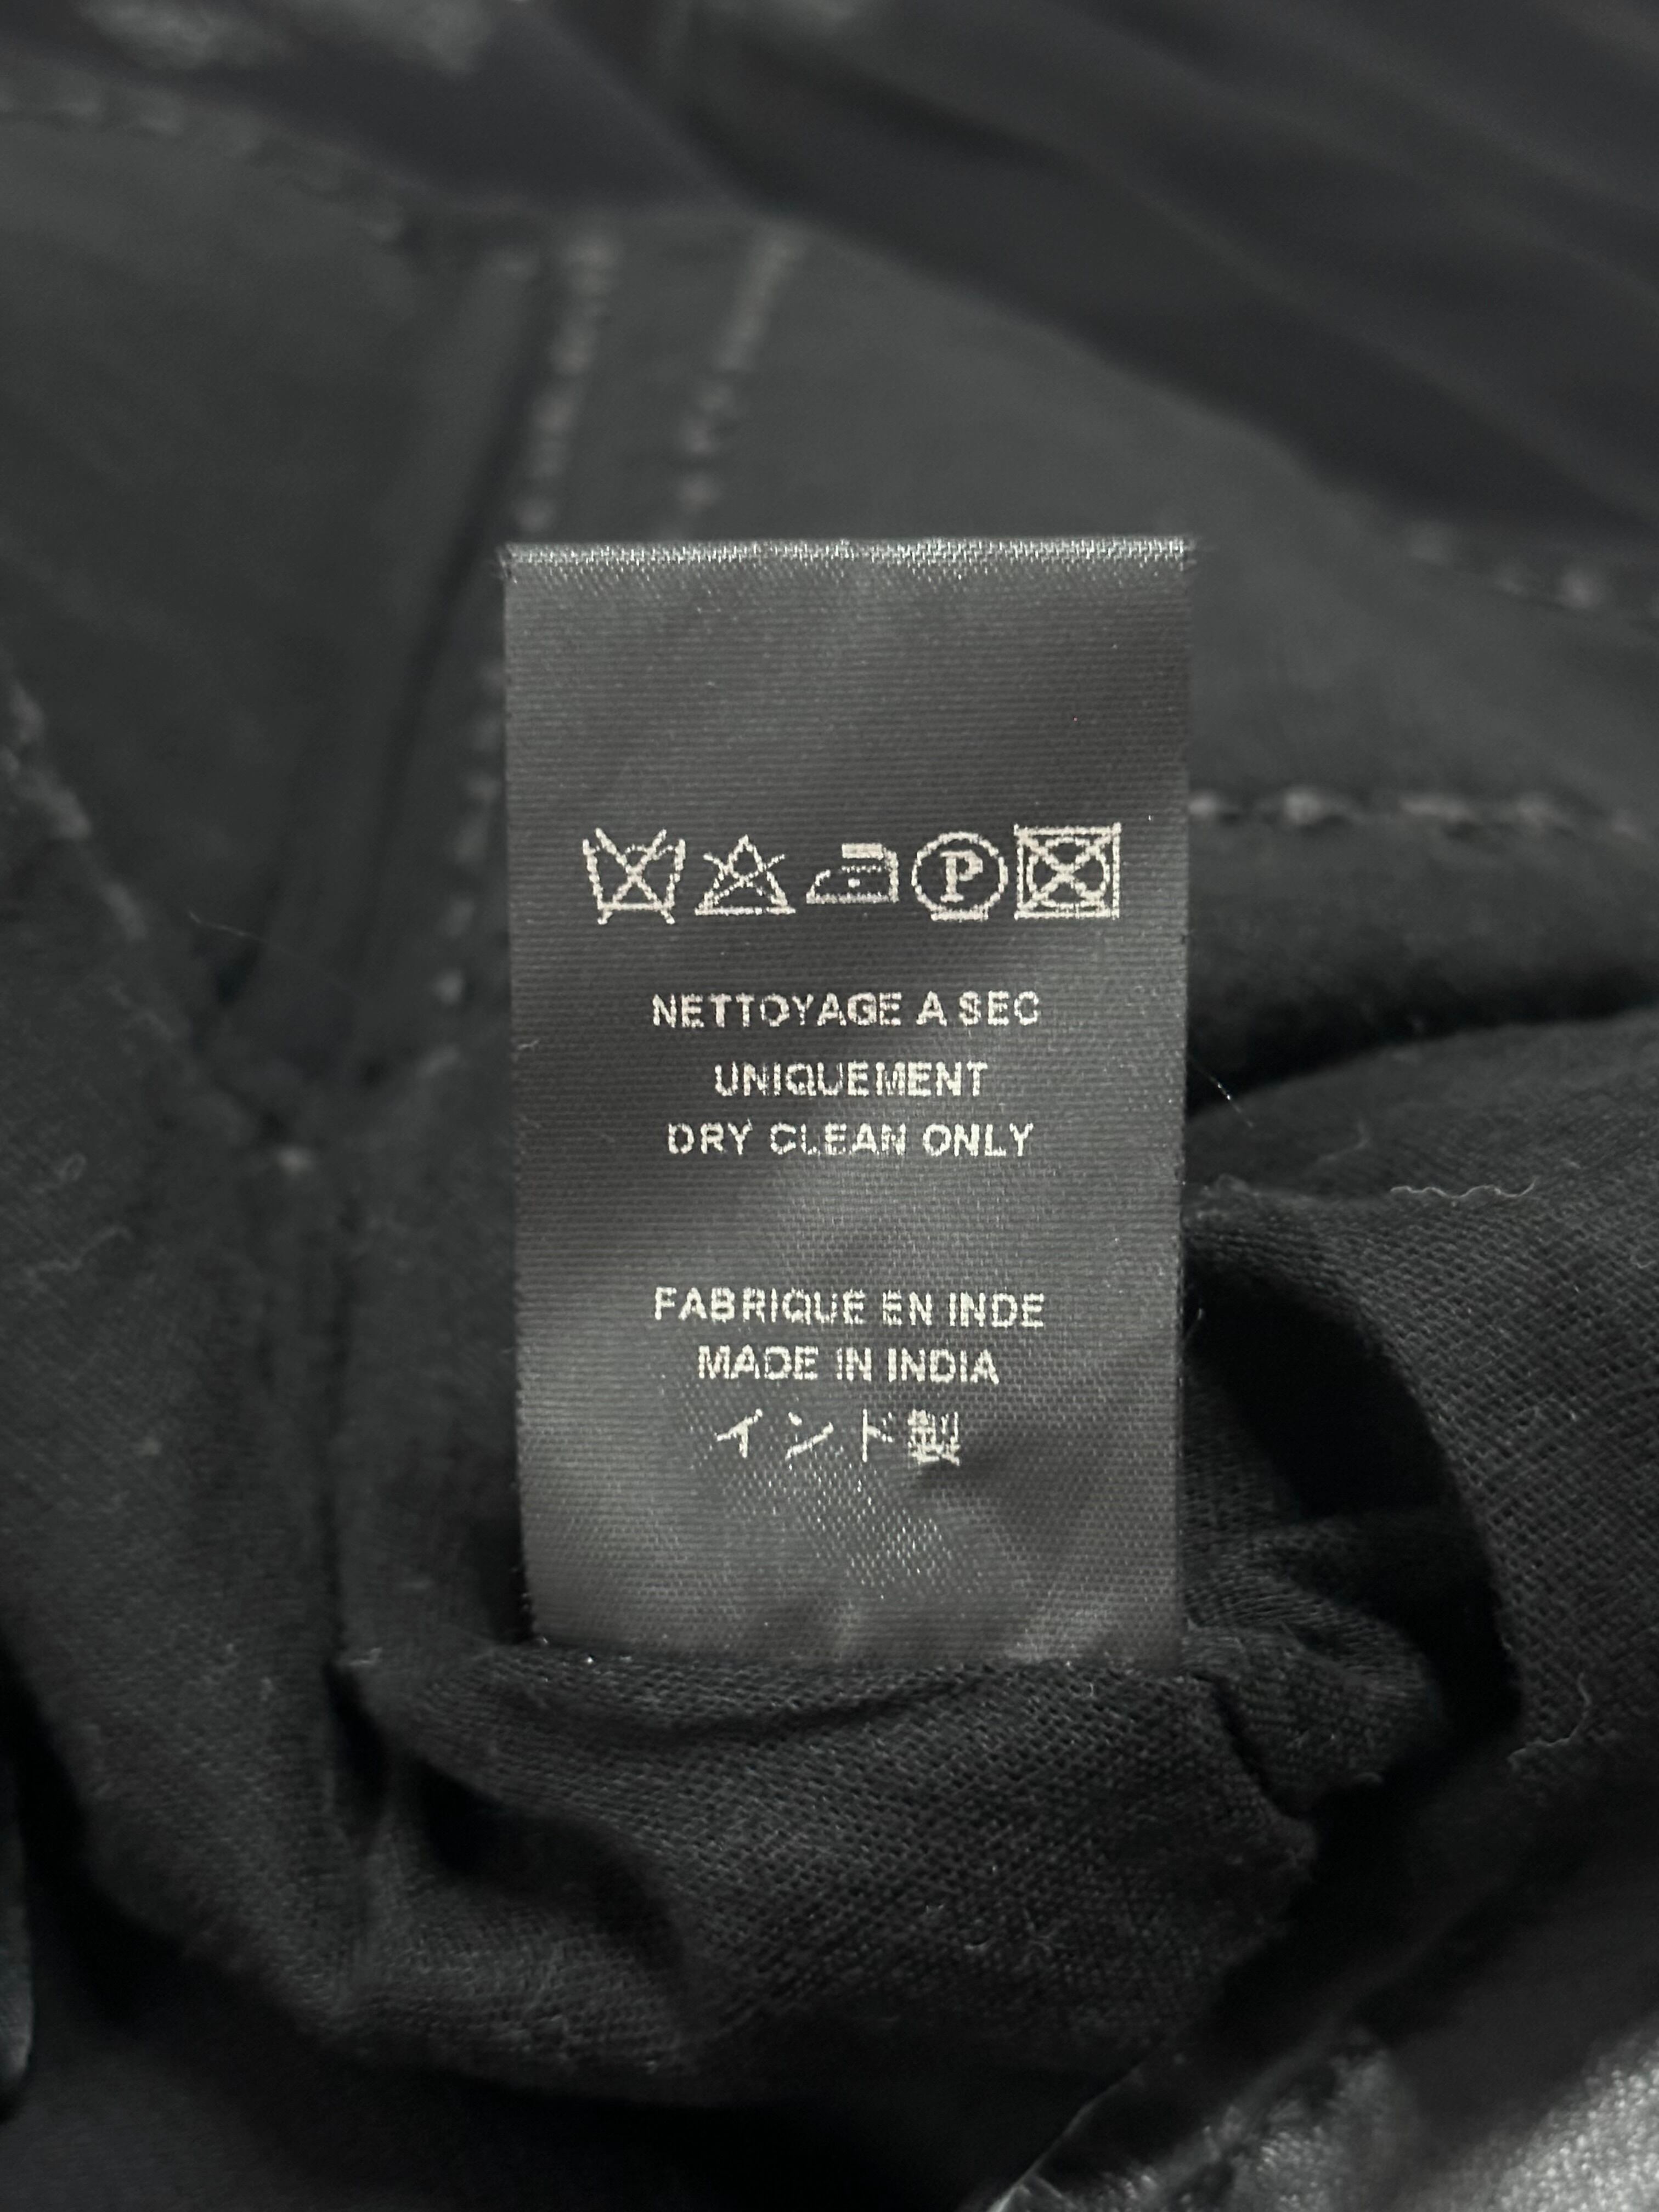 P
NETTOYAGE A SEC
UNIQUEMENT
DRY CLEAN ONLY
FABRIQUE EN INDE
MADE IN INDIA
インド製